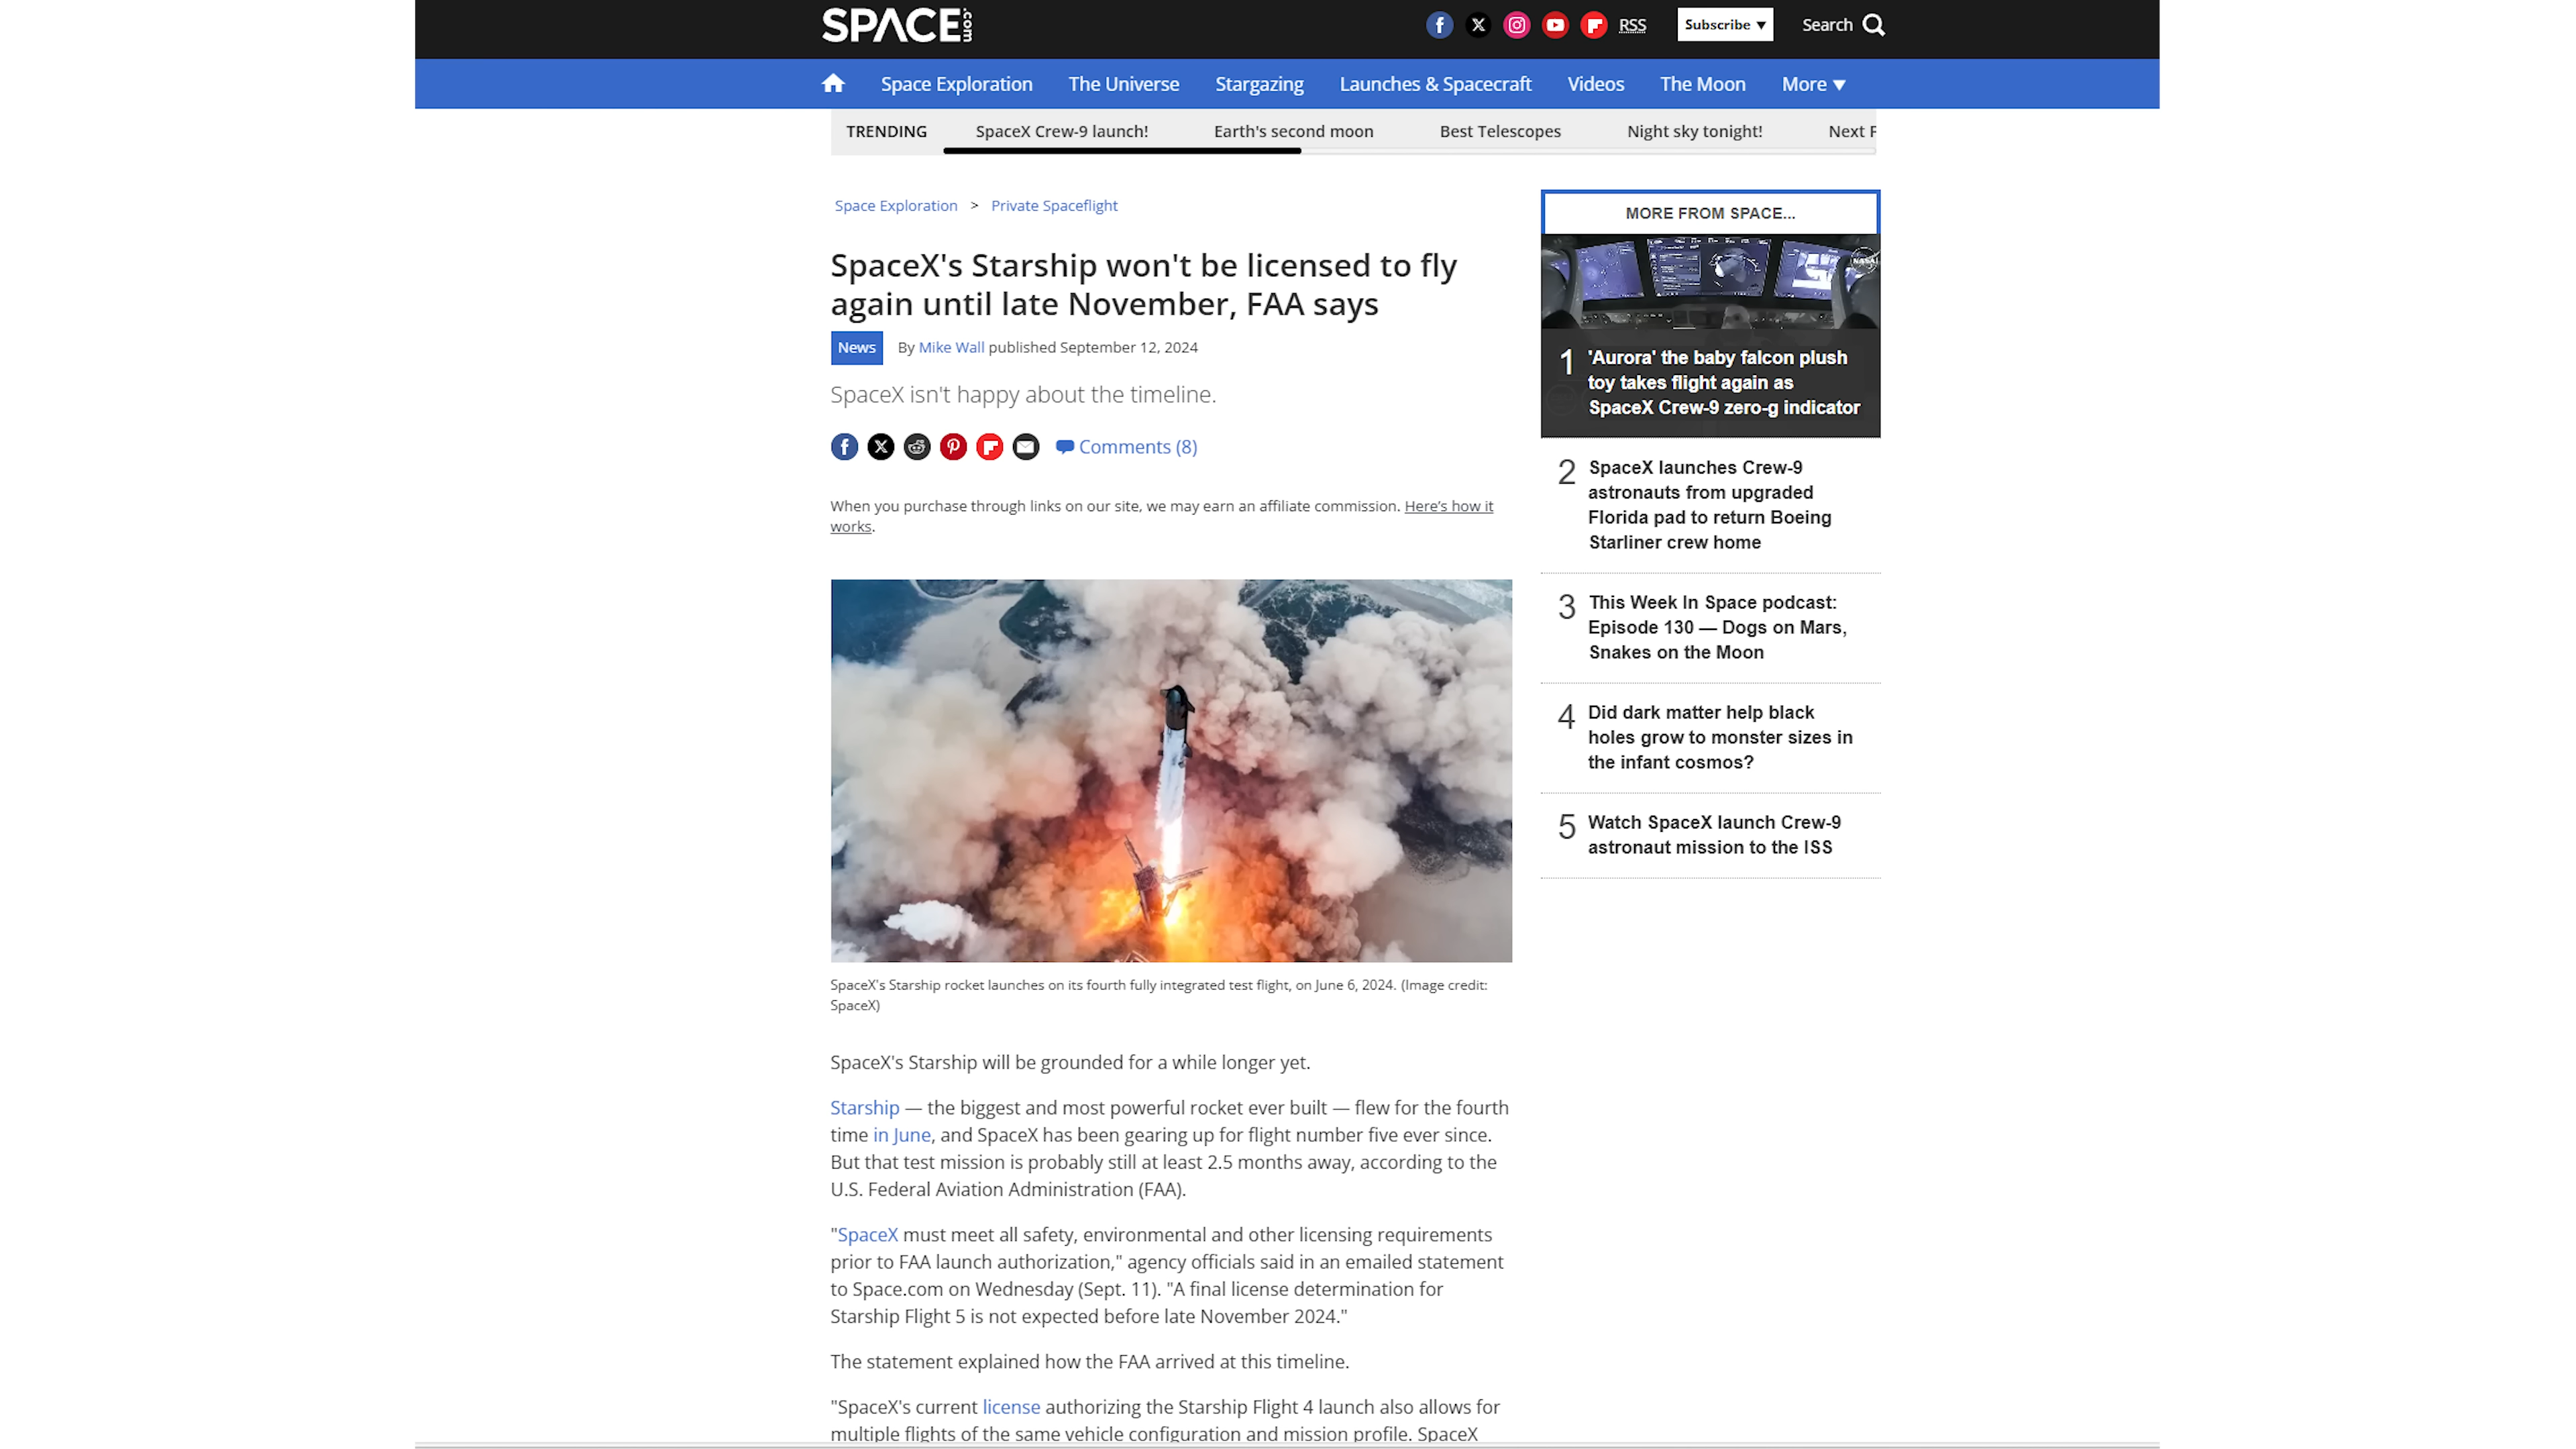 SPACE.com
RSS
Subscribe ▼
Search
Space Exploration
The Universe
Stargazing
Launches & Spacecraft
Videos
The Moon
More ▼
TRENDING
SpaceX Crew-9 launch!
Earth's second moon
Best Telescopes
Night sky tonight!
Next F
Space Exploration > Private Spaceflight
SpaceX's Starship won't be licensed to fly
again until late November, FAA says
News
By Mike Wall published September 12, 2024
SpaceX isn't happy about the timeline.
Comments (8)
When you purchase through links on our site, we may earn an affiliate commission. Here's how it
works.
SpaceX's Starship rocket launches on its fourth fully integrated test flight, on June 6, 2024. (Image credit:
SpaceX)
SpaceX's Starship will be grounded for a while longer yet.
Starship — the biggest and most powerful rocket ever built — flew for the fourth
time in June, and SpaceX has been gearing up for flight number five ever since.
But that test mission is probably still at least 2.5 months away, according to the
U.S. Federal Aviation Administration (FAA).
"SpaceX must meet all safety, environmental and other licensing requirements
prior to FAA launch authorization," agency officials said in an emailed statement
to Space.com on Wednesday (Sept. 11). "A final license determination for
Starship Flight 5 is not expected before late November 2024."
The statement explained how the FAA arrived at this timeline.
"SpaceX's current license authorizing the Starship Flight 4 launch also allows for
multiple flights of the same vehicle configuration and mission profile. SpaceX
MORE FROM SPACE...
NASA
1 'Aurora' the baby falcon plush
toy takes flight again as
SpaceX Crew-9 zero-g indicator
2 SpaceX launches Crew-9
astronauts from upgraded
Florida pad to return Boeing
Starliner crew home
3 This Week In Space podcast:
Episode 130 — Dogs on Mars,
Snakes on the Moon
4 Did dark matter help black
holes grow to monster sizes in
the infant cosmos?
5 Watch SpaceX launch Crew-9
astronaut mission to the ISS